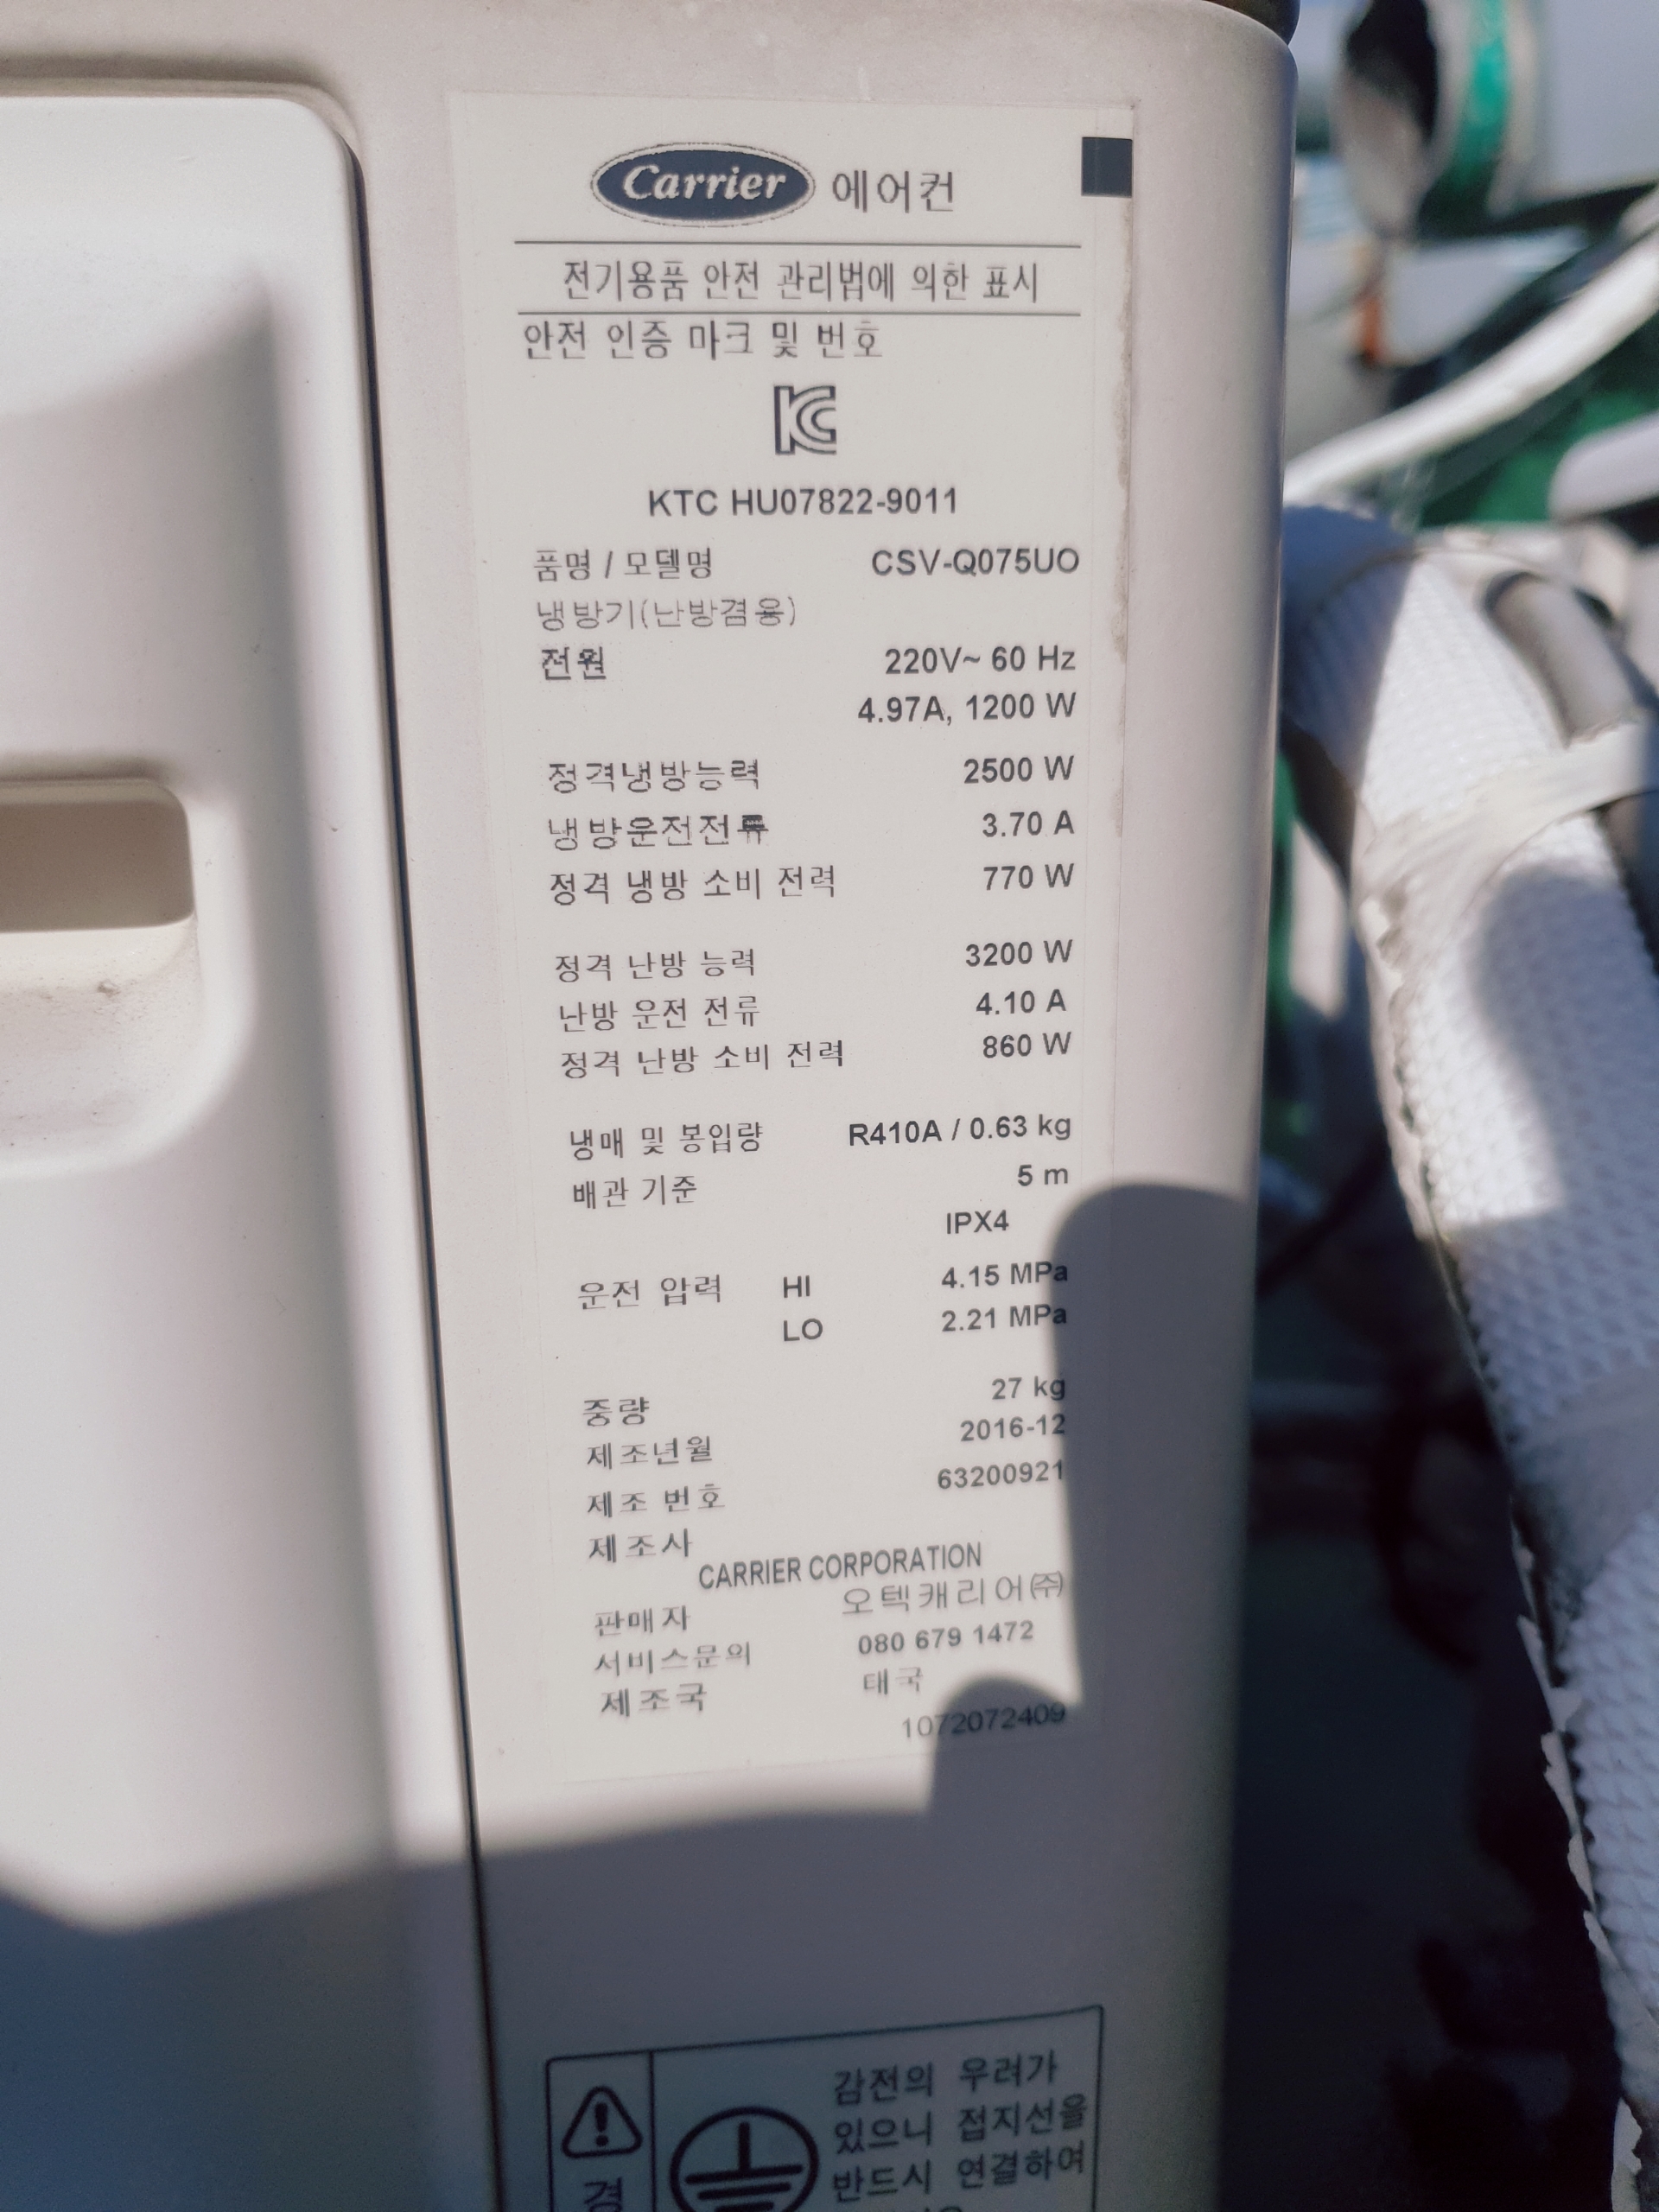 Carrier 에어컨
전기용품 안전 관리법에 의한 표시
안전 인증 마크 및 번호
KC
KTC HU07822-9011
품명 / 모델명 CSV-Q075UO
냉방기(난방겸용)
전원 220V~ 60 Hz
4.97A, 1200 W
정격냉방능력 2500 W
냉방운전전류 3.70 A
정격 냉방 소비 전력 770 W
정격 난방 능력 3200 W
난방 운전 전류 4.10 A
정격 난방 소비 전력 860 W
냉매 및 봉입량 R410A / 0.63 kg
배관 기준 5 m
IPX4
운전 압력 HI 4.15 MPa
LO 2.21 MPa
중량 27 kg
제조년월 2016-12
제조 번호 63200921
제조사 CARRIER CORPORATION
판매자 오텍캐리어㈜
서비스문의 080 679 1472
제조국 태국
1072072409
감전의 우려가
있으니 접지선을
반드시 연결하여
경